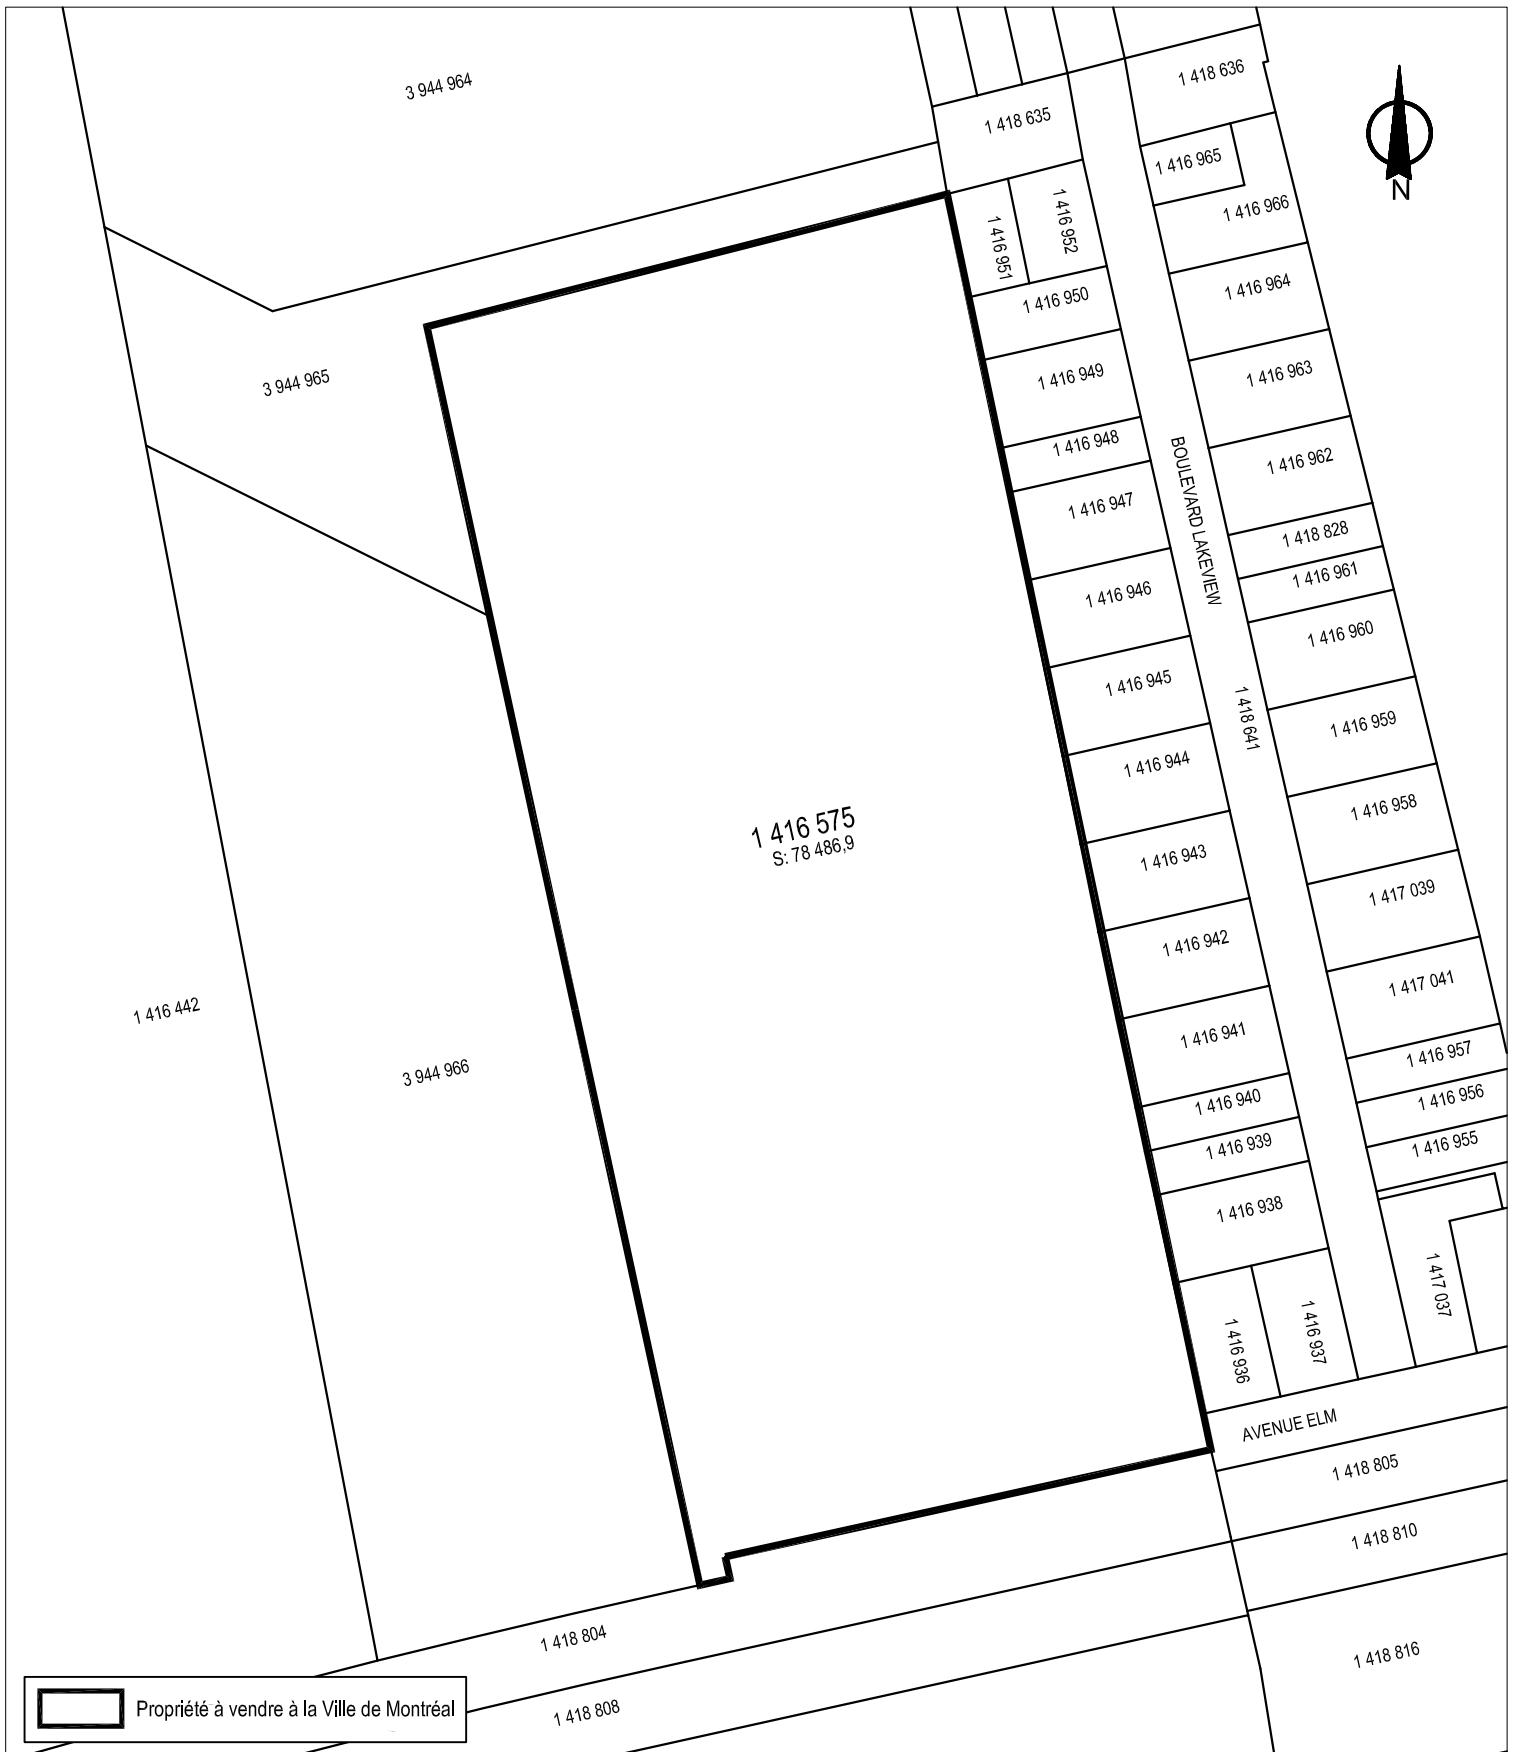 3 944 964
1 418 636
1 418 635
1 416 965
N
1 416 966
1 416 952
1 416 951
1 416 964
1 416 950
3 944 965
1 416 949
1 416 963
1 416 948
1 416 962
BOULEVARD LAKEVIEW
1 416 947
1 418 828
1 416 961
1 416 946
1 416 960
1 416 945
1 418 641
1 416 959
1 416 944
1 416 958
1 416 575
S: 78 486,9
1 416 943
1 417 039
1 416 942
1 417 041
1 416 442
1 416 941
1 416 957
3 944 966
1 416 940
1 416 956
1 416 939
1 416 955
1 416 938
1 417 037
1 416 937
1 416 936
AVENUE ELM
1 418 805
1 418 810
1 418 804
1 418 816
1 418 808
Propriété à vendre à la Ville de Montréal